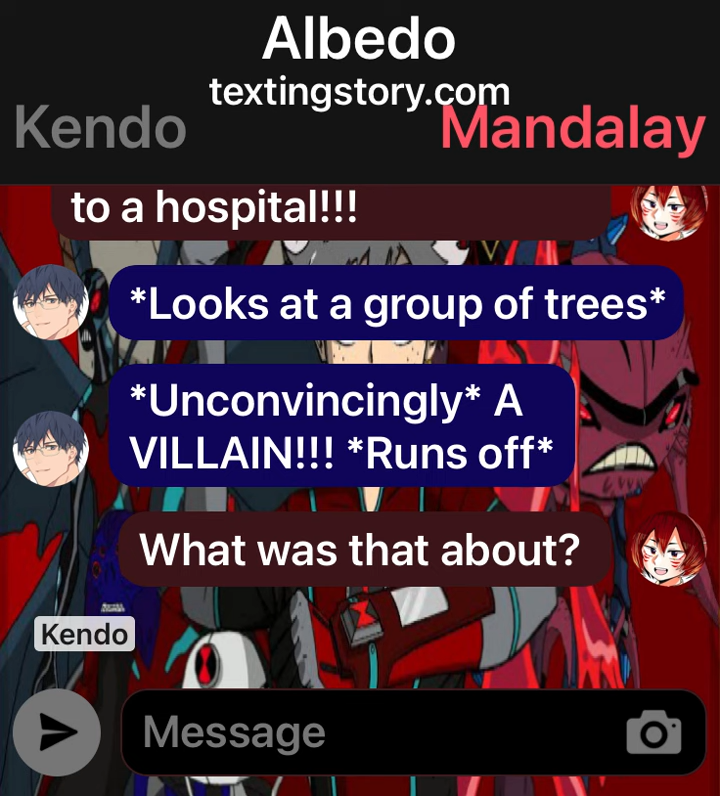 Albedo
textingstory.com
Kendo
Mandalay
to a hospital!!!
*Looks at a group of trees*
*Unconvincingly* A
VILLAIN!!! *Runs off*
What was that about?
Kendo
Message